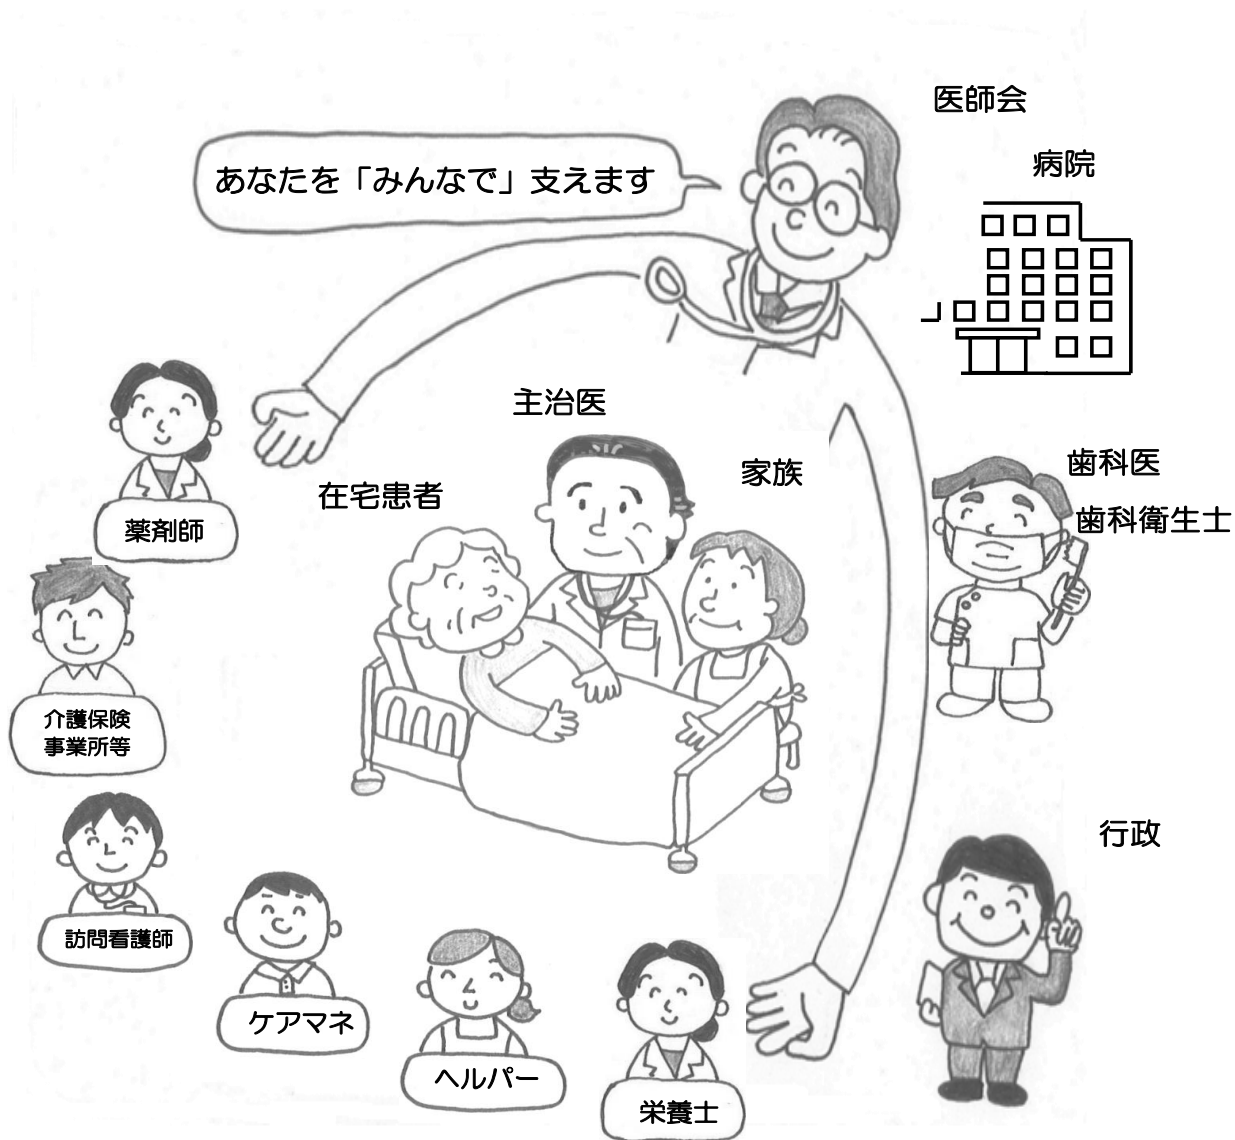 医師会
病院
あなたを「みんなで」支えます
主治医
家族
在宅患者
歯科医
歯科衛生士
薬剤師
介護保険
事業所等
行政
訪問看護師
ケアマネ
ヘルパー
栄養士